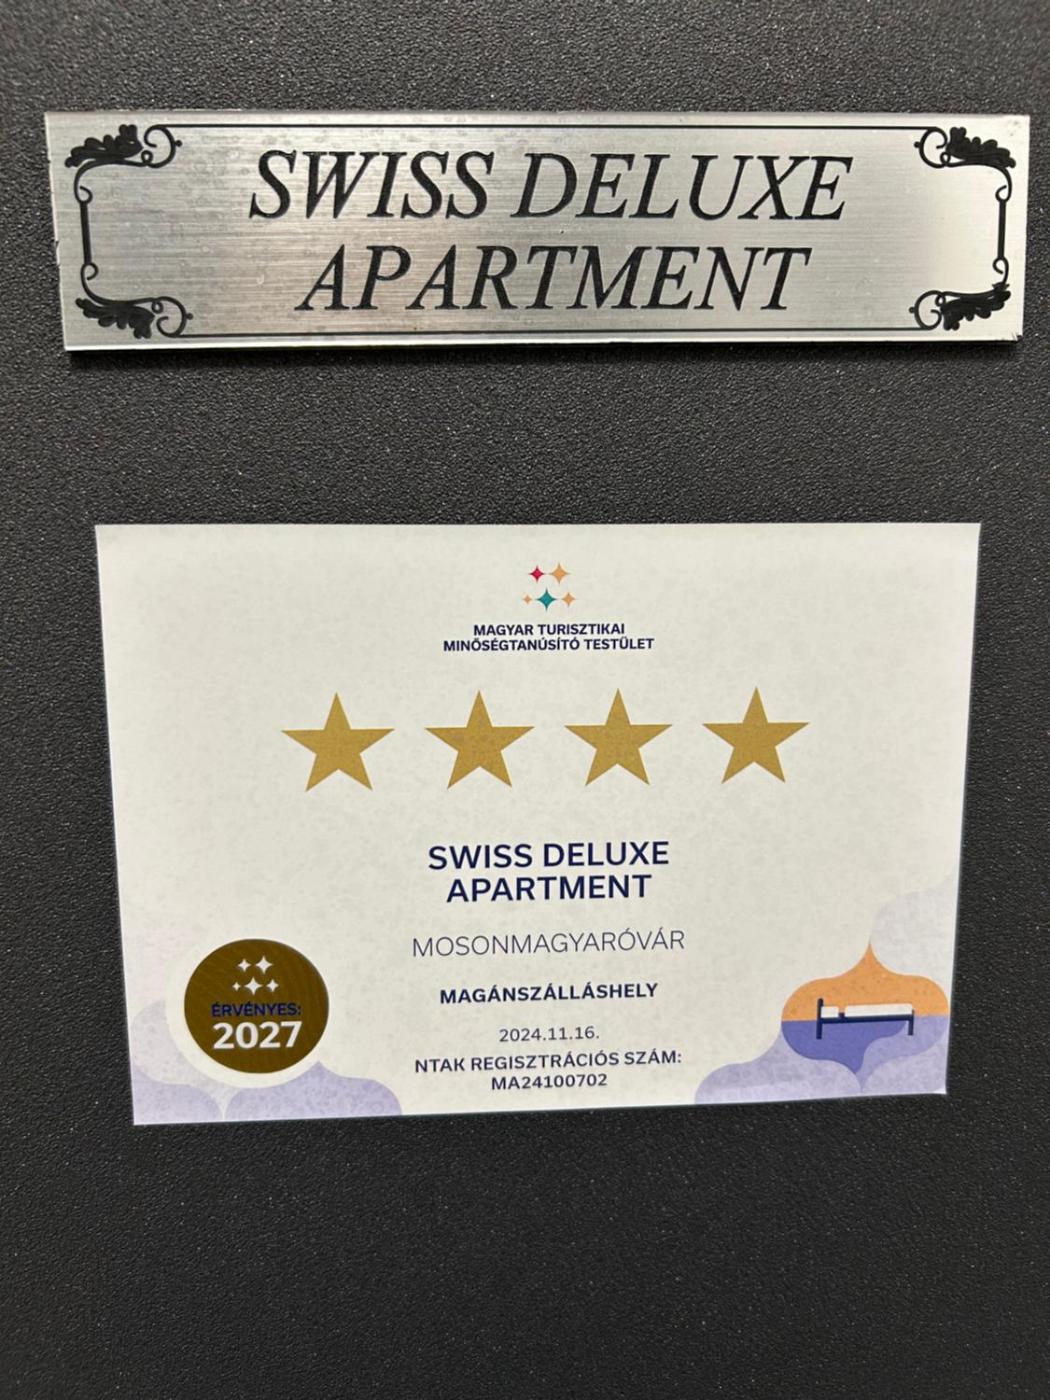 SWISS DELUXE
APARTMENT
MAGYAR TURISZTIKAI
MINŐSÉGTANÚSÍTÓ TESTÜLET
SWISS DELUXE
APARTMENT
MOSONMAGYARÓVÁR
MAGÁNSZÁLLÁSHELY
2024.11.16.
NTAK REGISZTRÁCIÓS SZÁM:
MA24100702
ÉRVÉNYES:
2027